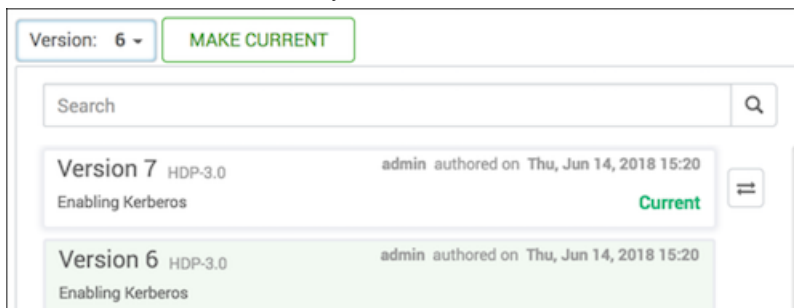 Version: 6 MAKE CURRENT
Search
Version 7 HDP-3.0 admin authored on Thu, Jun 14, 2018 15:20
Enabling Kerberos Current
Version 6 HDP-3.0 admin authored on Thu, Jun 14, 2018 15:20
Enabling Kerberos